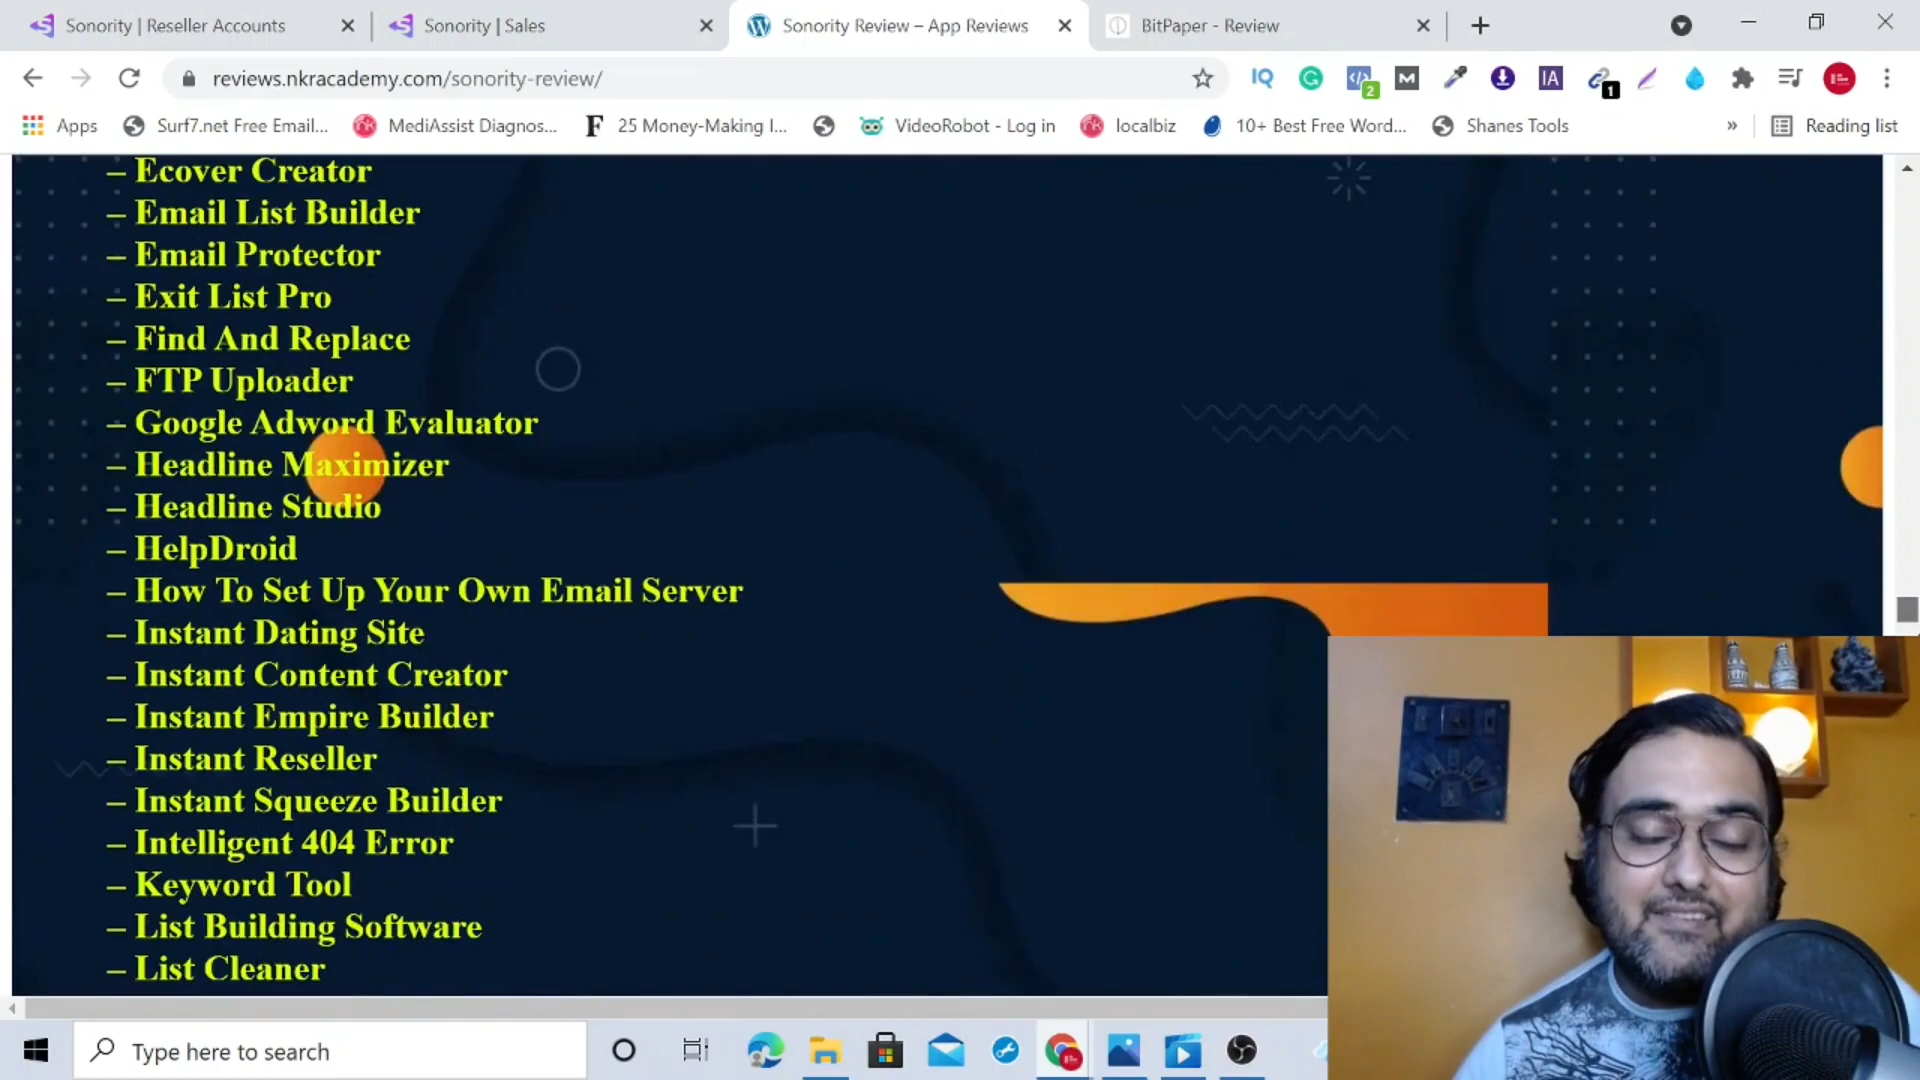 Sonority | Reseller Accounts
Sonority | Sales
Sonority Review – App Reviews
BitPaper - Review
reviews.nkracademy.com/sonority-review/
IQ
2
M
IA
1
Apps
Surf7.net Free Email...
MediAssist Diagnos...
25 Money-Making I...
VideoRobot - Log in
localbiz
10+ Best Free Word...
Shanes Tools
»
Reading list
– Ecover Creator
– Email List Builder
– Email Protector
– Exit List Pro
– Find And Replace
– FTP Uploader
– Google Adword Evaluator
– Headline Maximizer
– Headline Studio
– HelpDroid
– How To Set Up Your Own Email Server
– Instant Dating Site
– Instant Content Creator
– Instant Empire Builder
– Instant Reseller
– Instant Squeeze Builder
– Intelligent 404 Error
– Keyword Tool
– List Building Software
– List Cleaner
Type here to search